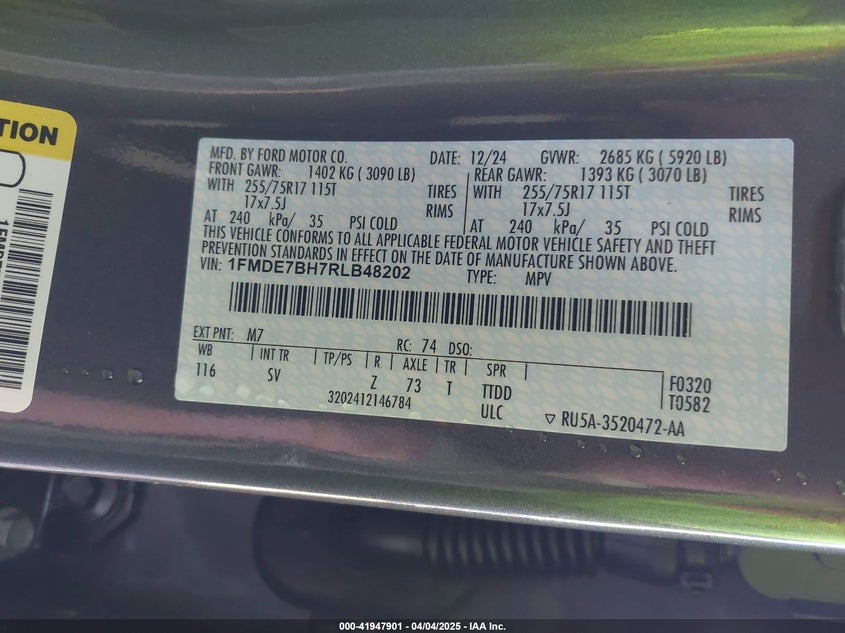 TION
MFD. BY FORD MOTOR CO. DATE: 12/24 GVWR: 2685 KG ( 5920 LB)
FRONT GAWR: 1402 KG ( 3090 LB) REAR GAWR: 1393 KG ( 3070 LB)
WITH 255/75R17 115T TIRES WITH 255/75R17 115T TIRES
17x7.5J RIMS 17x7.5J RIMS
AT 240 kPa/ 35 PSI COLD AT 240 kPa/ 35 PSI COLD
THIS VEHICLE CONFORMS TO ALL APPLICABLE FEDERAL MOTOR VEHICLE SAFETY AND THEFT
PREVENTION STANDARDS IN EFFECT ON THE DATE OF MANUFACTURE SHOWN ABOVE.
VIN: 1FMDE7BH7RLB48202 TYPE: MPV
EXT PNT: M7 RC: 74 DSO:
WB INT TR TP/PS R AXLE TR SPR
116 SV Z 73 T TTDD
F0320
T0582
3202412146784 ULC
RU5A-3520472-AA
000-41947901 - 04/04/2025 - IAA Inc.